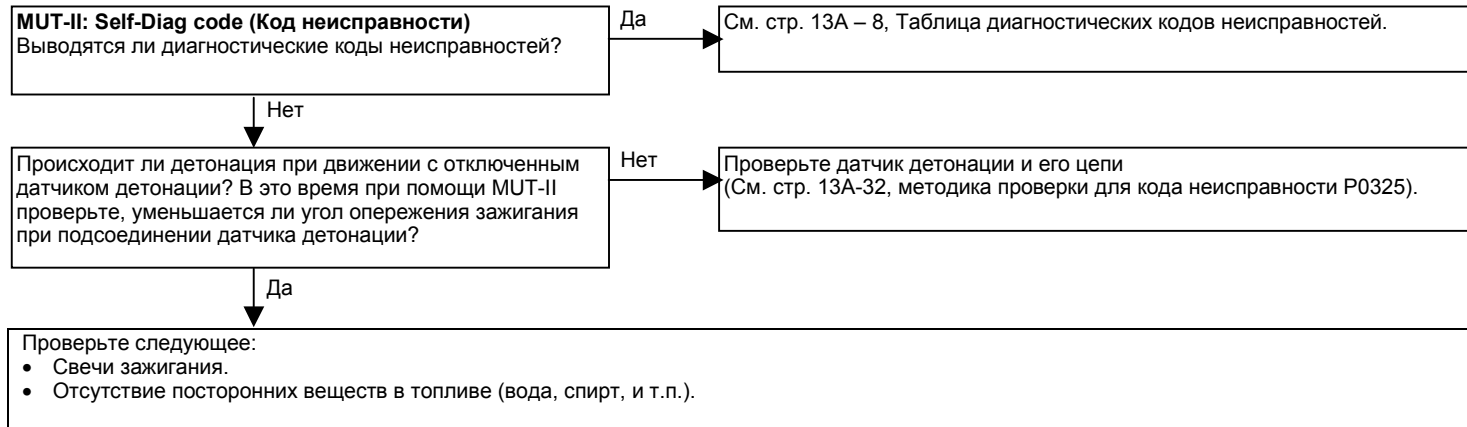 MUT-II: Self-Diag code (Код неисправности)
Выводятся ли диагностические коды неисправностей?
Да
См. стр. 13А – 8, Таблица диагностических кодов неисправностей.
Нет
Происходит ли детонация при движении с отключенным
датчиком детонации? В это время при помощи MUT-II
проверьте, уменьшается ли угол опережения зажигания
при подсоединении датчика детонации?
Нет
Проверьте датчик детонации и его цепи
(См. стр. 13А-32, методика проверки для кода неисправности Р0325).
Да
Проверьте следующее:
• Свечи зажигания.
• Отсутствие посторонних веществ в топливе (вода, спирт, и т.п.).